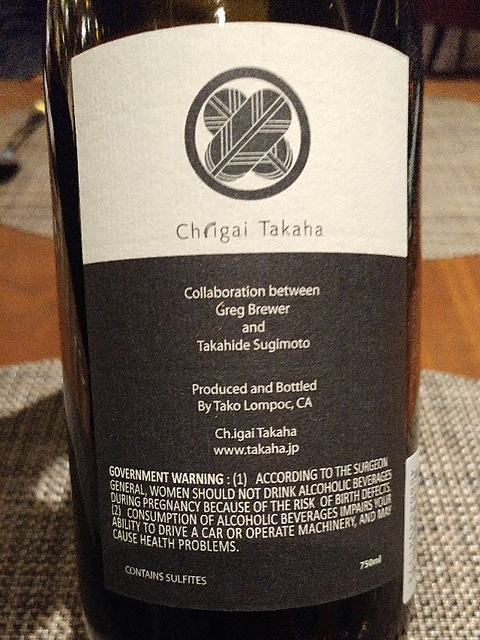 Ch.igai Takaha
Collaboration between
Greg Brewer
and
Takahide Sugimoto
Produced and Bottled
By Tako Lompoc, CA
Ch.igai Takaha
www.takaha.jp
GOVERNMENT WARNING : (1) ACCORDING TO THE SURGEON
GENERAL, WOMEN SHOULD NOT DRINK ALCOHOLIC BEVERAGES
DURING PREGNANCY BECAUSE OF THE RISK OF BIRTH DEFECTS.
(2) CONSUMPTION OF ALCOHOLIC BEVERAGES IMPAIRS YOUR
ABILITY TO DRIVE A CAR OR OPERATE MACHINERY, AND MAY
CAUSE HEALTH PROBLEMS.
CONTAINS SULFITES
750ml